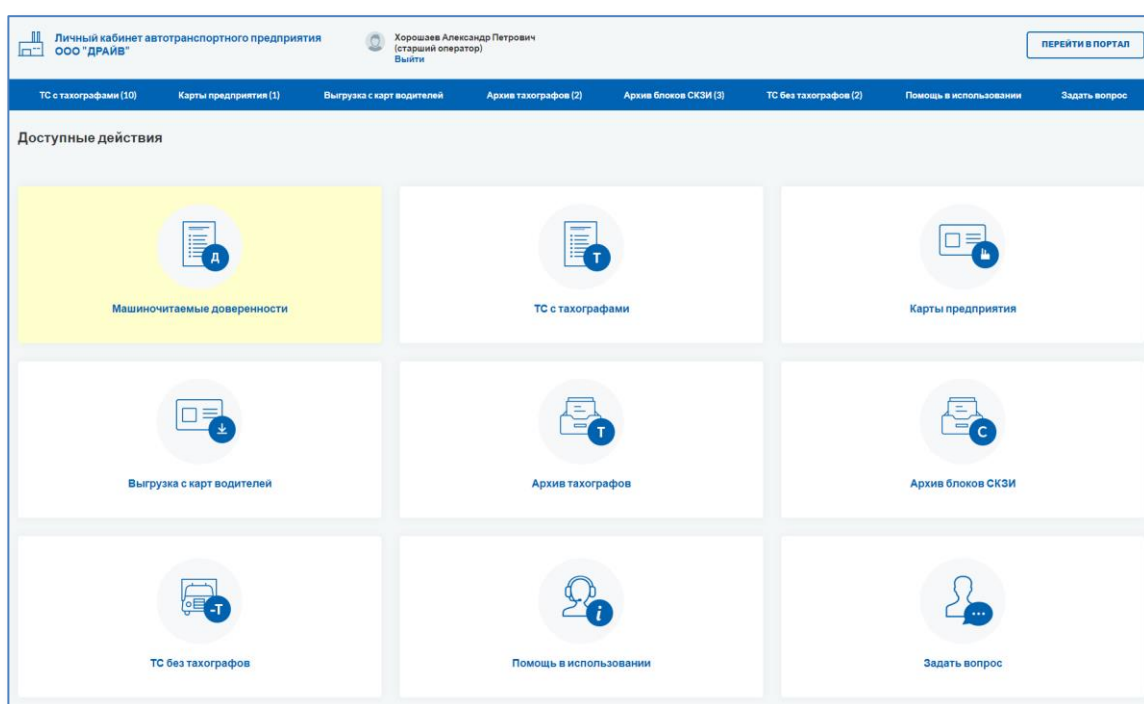 Личный кабинет автотранспортного предприятия
ООО "ДРАЙВ"
Хорошаев Александр Петрович
(старший оператор)
Выйти
ПЕРЕЙТИ В ПОРТАЛ
ТС с тахографами (10) Карты предприятия (1) Выгрузка с карт водителей Архив тахографов (2) Архив блоков СКЗИ (3) ТС без тахографов (2) Помощь в использовании Задать вопрос
Доступные действия
Д Т
Машиночитаемые доверенности ТС с тахографами Карты предприятия
Т С
Выгрузка с карт водителей Архив тахографов Архив блоков СКЗИ
-Т i ...
ТС без тахографов Помощь в использовании Задать вопрос